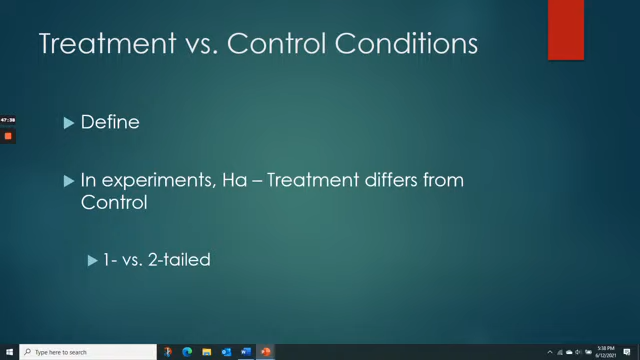 Treatment vs. Control Conditions
47:38
Define
In experiments, Ha – Treatment differs from
Control
1- vs. 2-tailed
Type here to search
5:38 PM
6/12/2021